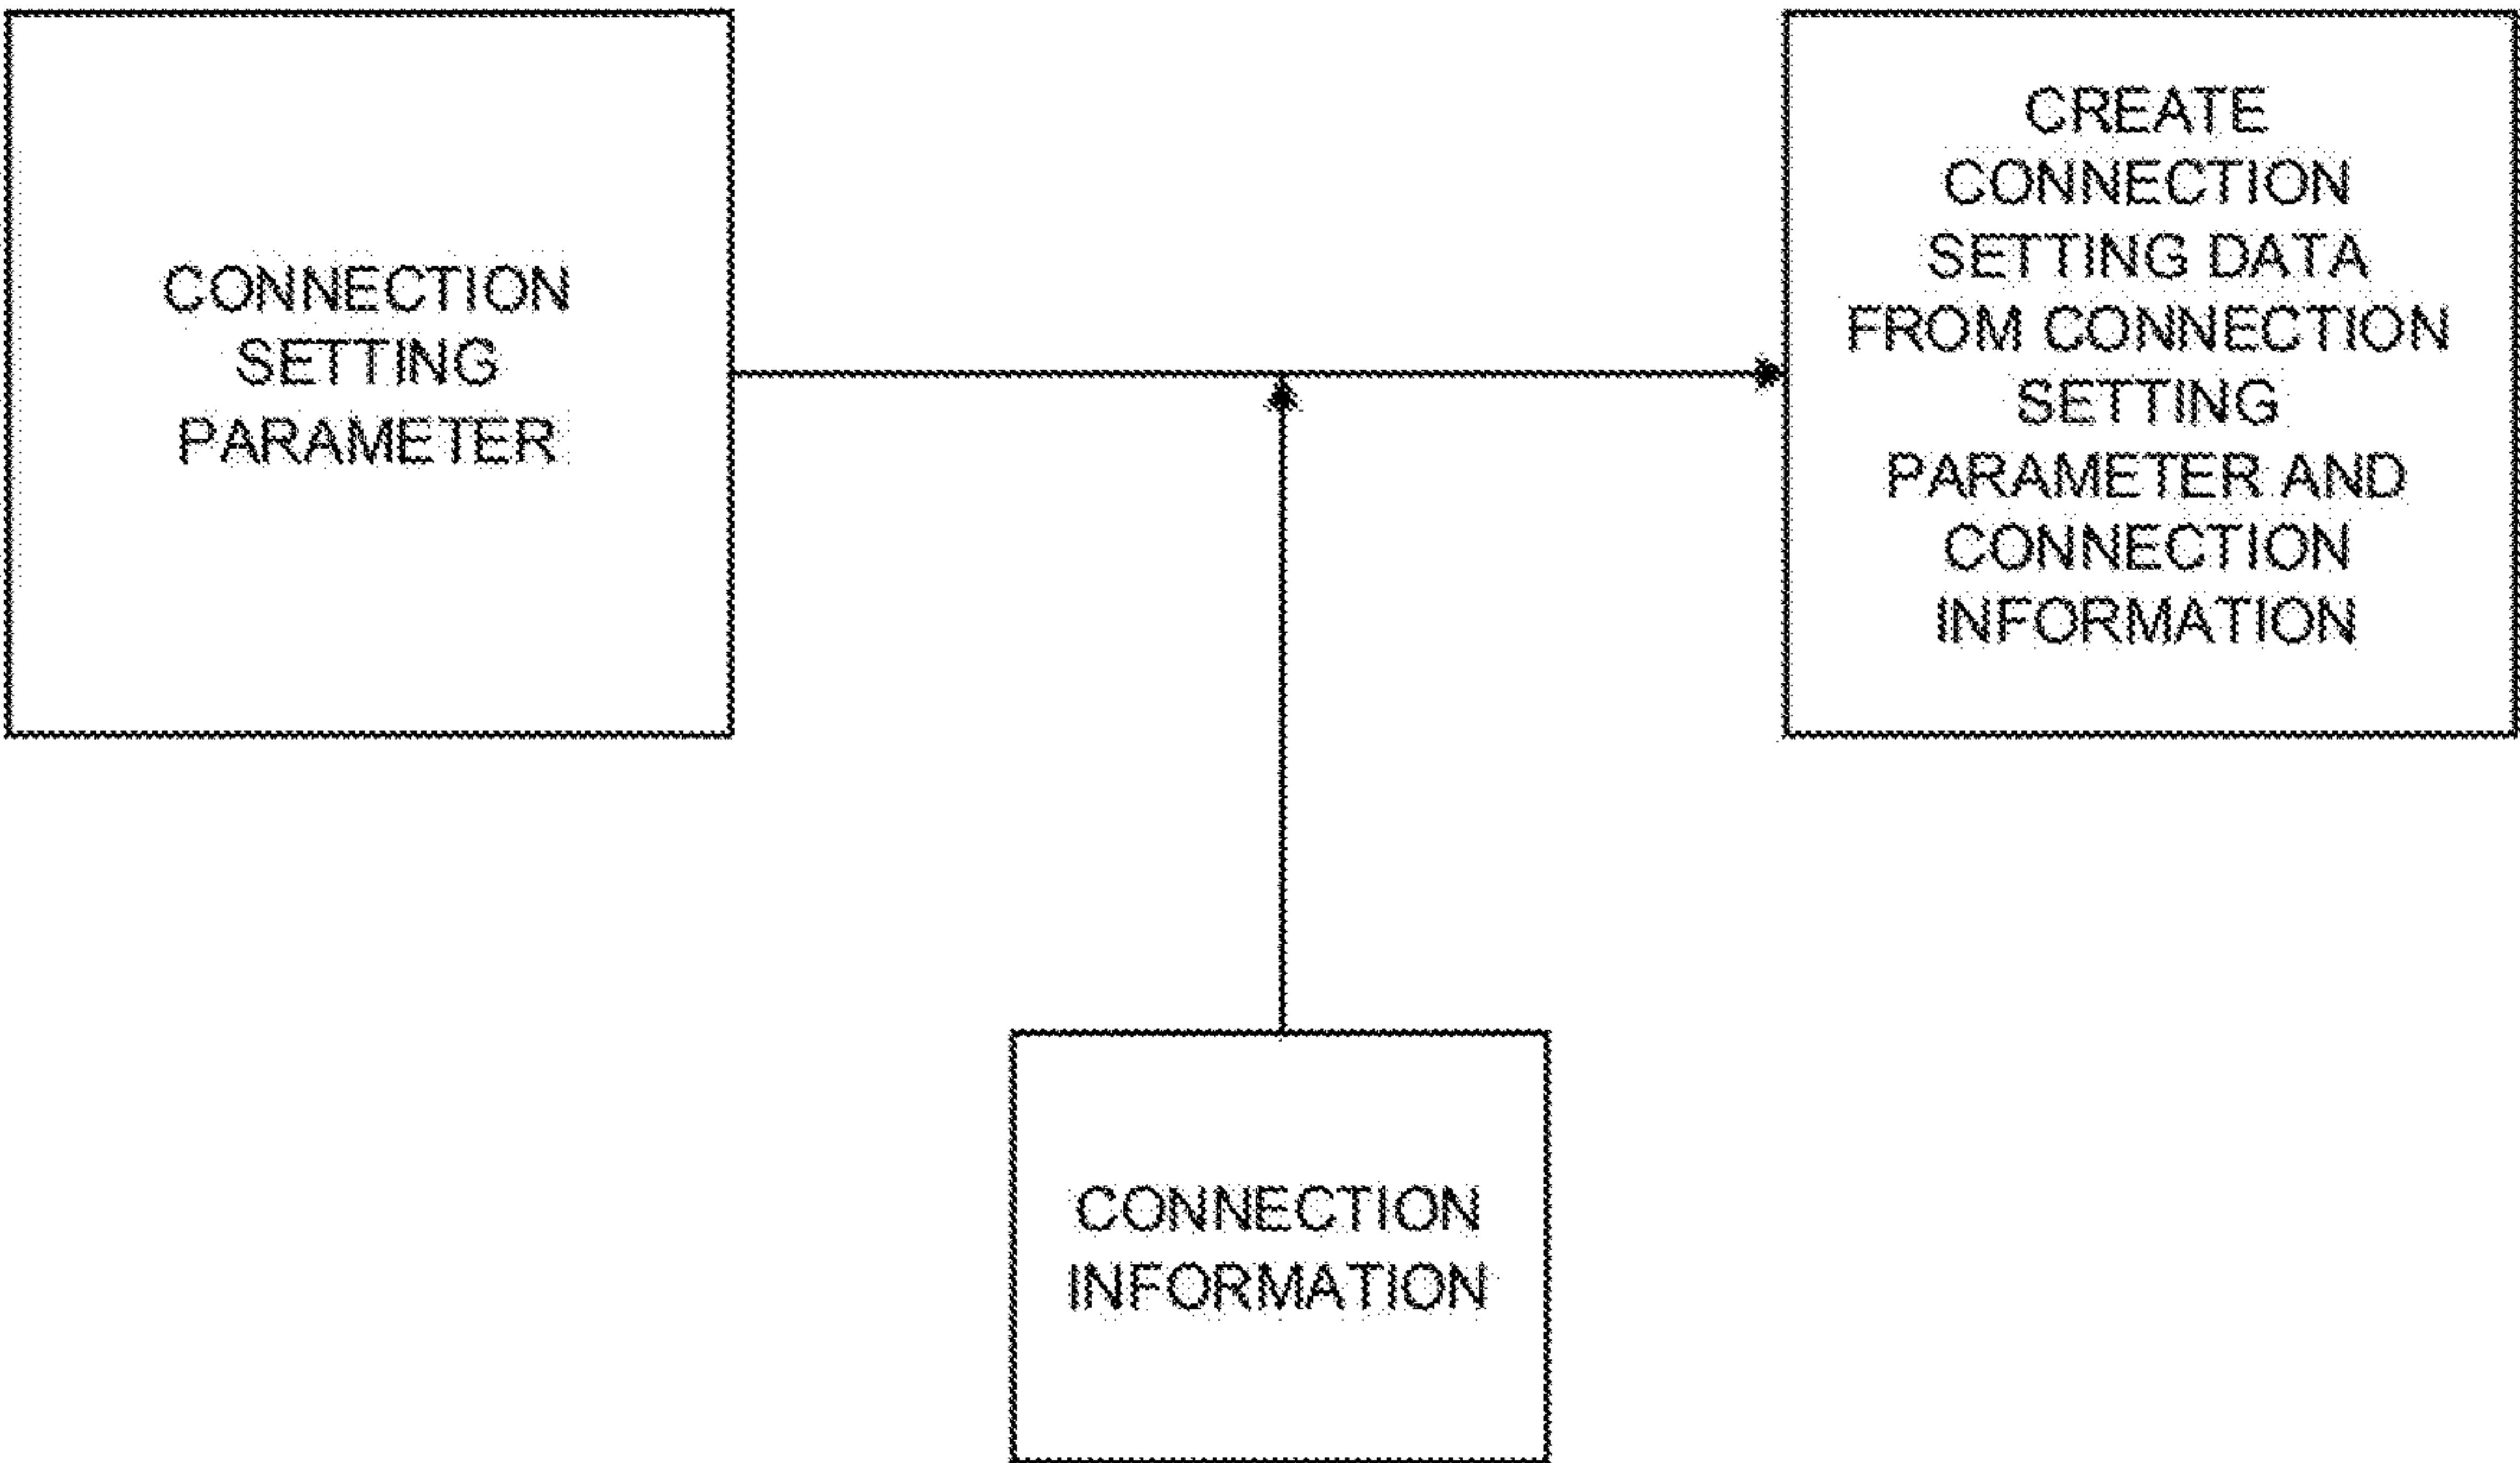 CONNECTION
SETTING
PARAMETER
CREATE
CONNECTION
SETTING DATA
FROM CONNECTION
SETTING
PARAMETER AND
CONNECTION
INFORMATION
CONNECTION
INFORMATION